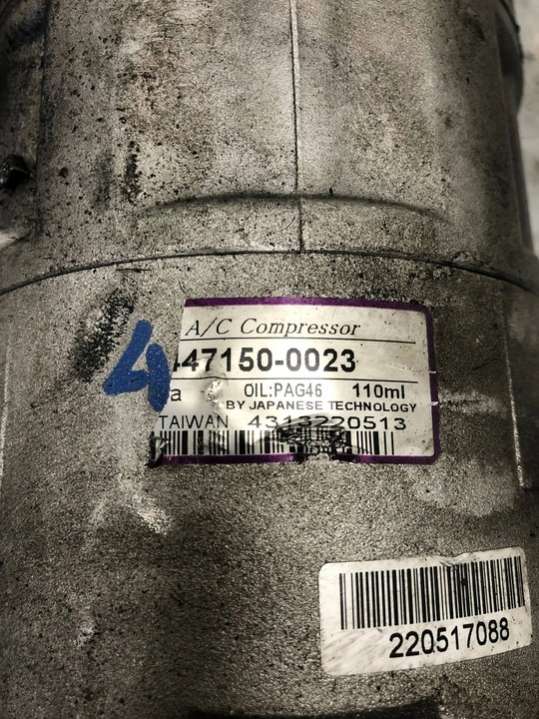 A/C Compressor
447150-0023
4
a
OIL:PAG46 110ml
BY JAPANESE TECHNOLOGY
TAIWAN 4313220513
220517088